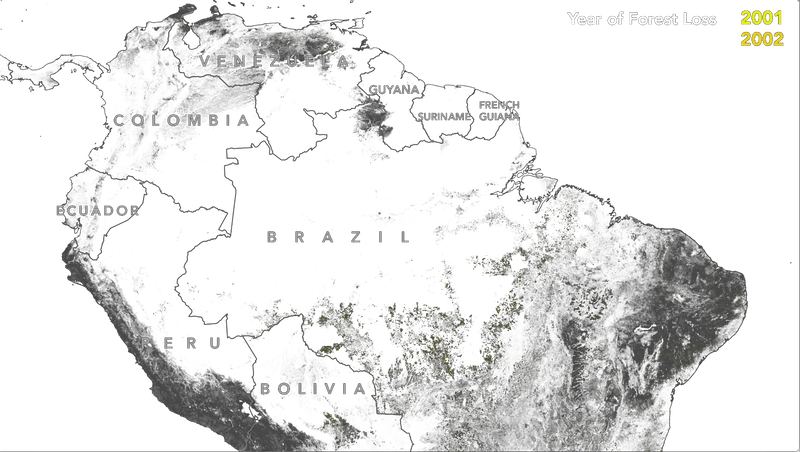 Year of Forest Loss 2001
2002
VENEZUELA
GUYANA
SURINAME
FRENCH
GUIANA
COLOMBIA
ECUADOR
BRAZIL
PERU
BOLIVIA